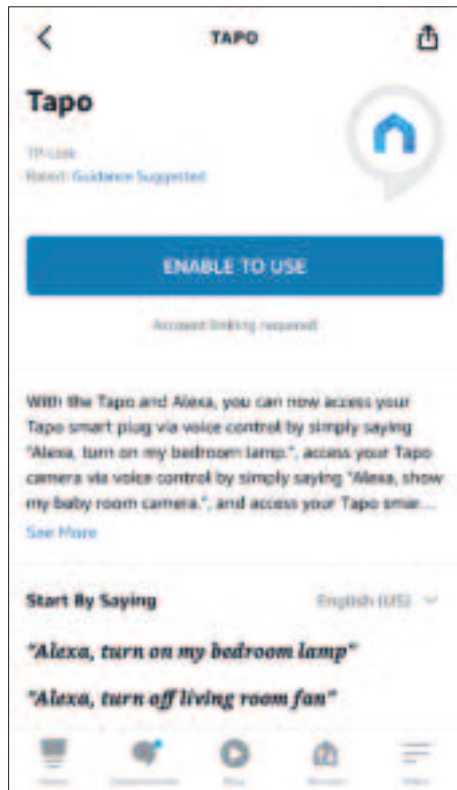 TAPO
Tapo
TP-Link
Rated: Guidance Suggested
ENABLE TO USE
Account linking required
With the Tapo and Alexa, you can now access your
Tapo smart plug via voice control by simply saying
"Alexa, turn on my bedroom lamp.", access your Tapo
camera via voice control by simply saying "Alexa, show
my baby room camera.", and access your Tapo smar...
See More
Start By Saying
English (US)
"Alexa, turn on my bedroom lamp"
"Alexa, turn off living room fan"